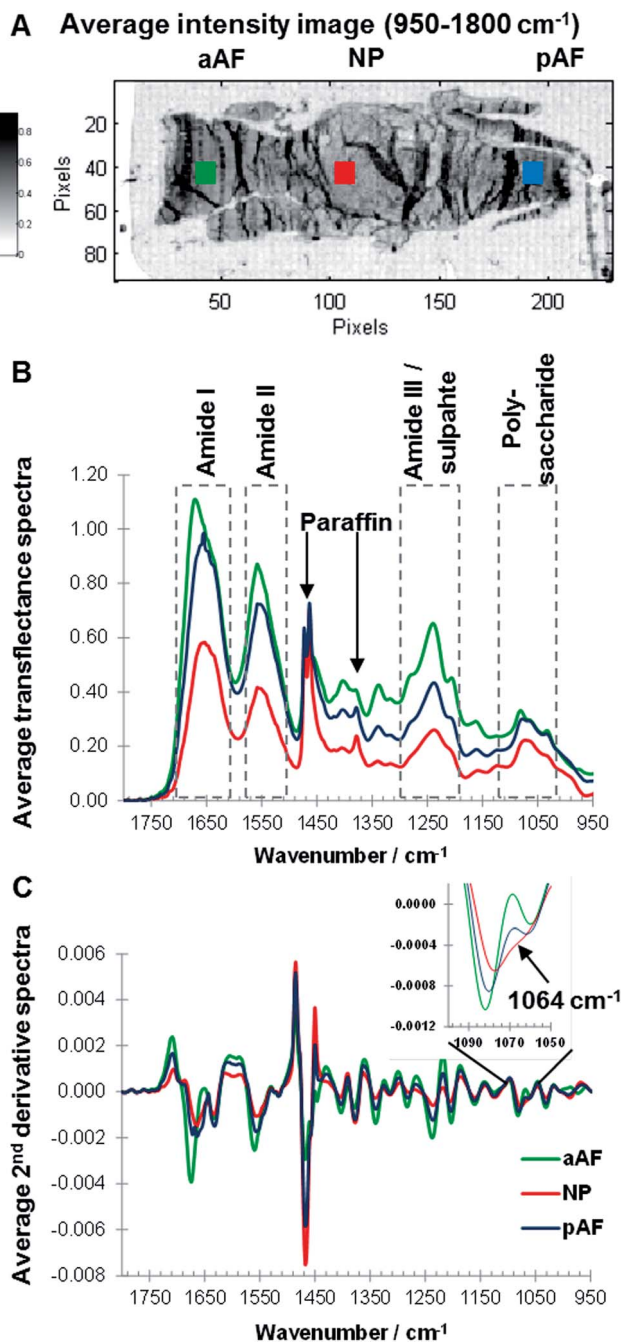 A Average intensity image (950-1800 cm-1)
aAF NP pAF
0.8
0.6
0.4
0.2
0
20
40
60
80
Pixels
50 100 150 200
Pixels
B
Amide I
Amide II
Amide III / sulpahte
Poly-saccharide
Paraffin
Average transflectance spectra
1.20
1.00
0.80
0.60
0.40
0.20
0.00
1750 1650 1550 1450 1350 1250 1150 1050 950
Wavenumber / cm-1
C
0.0000
-0.0004
-0.0008
-0.0012
1090 1070 1050
1064 cm-1
Average 2nd derivative spectra
0.006
0.004
0.002
0.000
-0.002
-0.004
-0.006
-0.008
aAF
NP
pAF
1750 1650 1550 1450 1350 1250 1150 1050 950
Wavenumber / cm-1